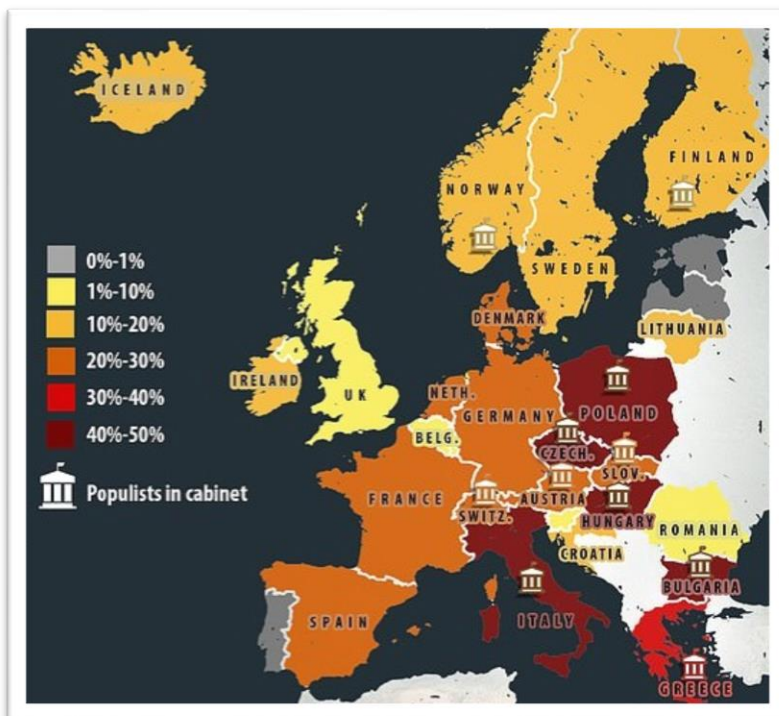 ICELAND
FINLAND
NORWAY
SWEDEN
0%-1%
1%-10%
10%-20%
20%-30%
30%-40%
40%-50%
Populists in cabinet
DENMARK
LITHUANIA
IRELAND
UK
NETH.
GERMANY
POLAND
BELG.
CZECH.
SLOV.
FRANCE
AUSTRIA
SWITZ.
HUNGARY
ROMANIA
CROATIA
BULGARIA
SPAIN
ITALY
GREECE